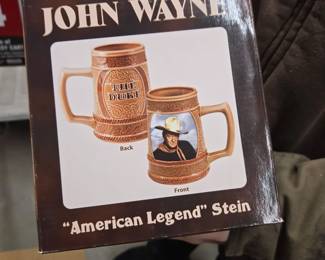 JOHN WAYNE
THE
DUKE
Back
Front
"American Legend" Stein